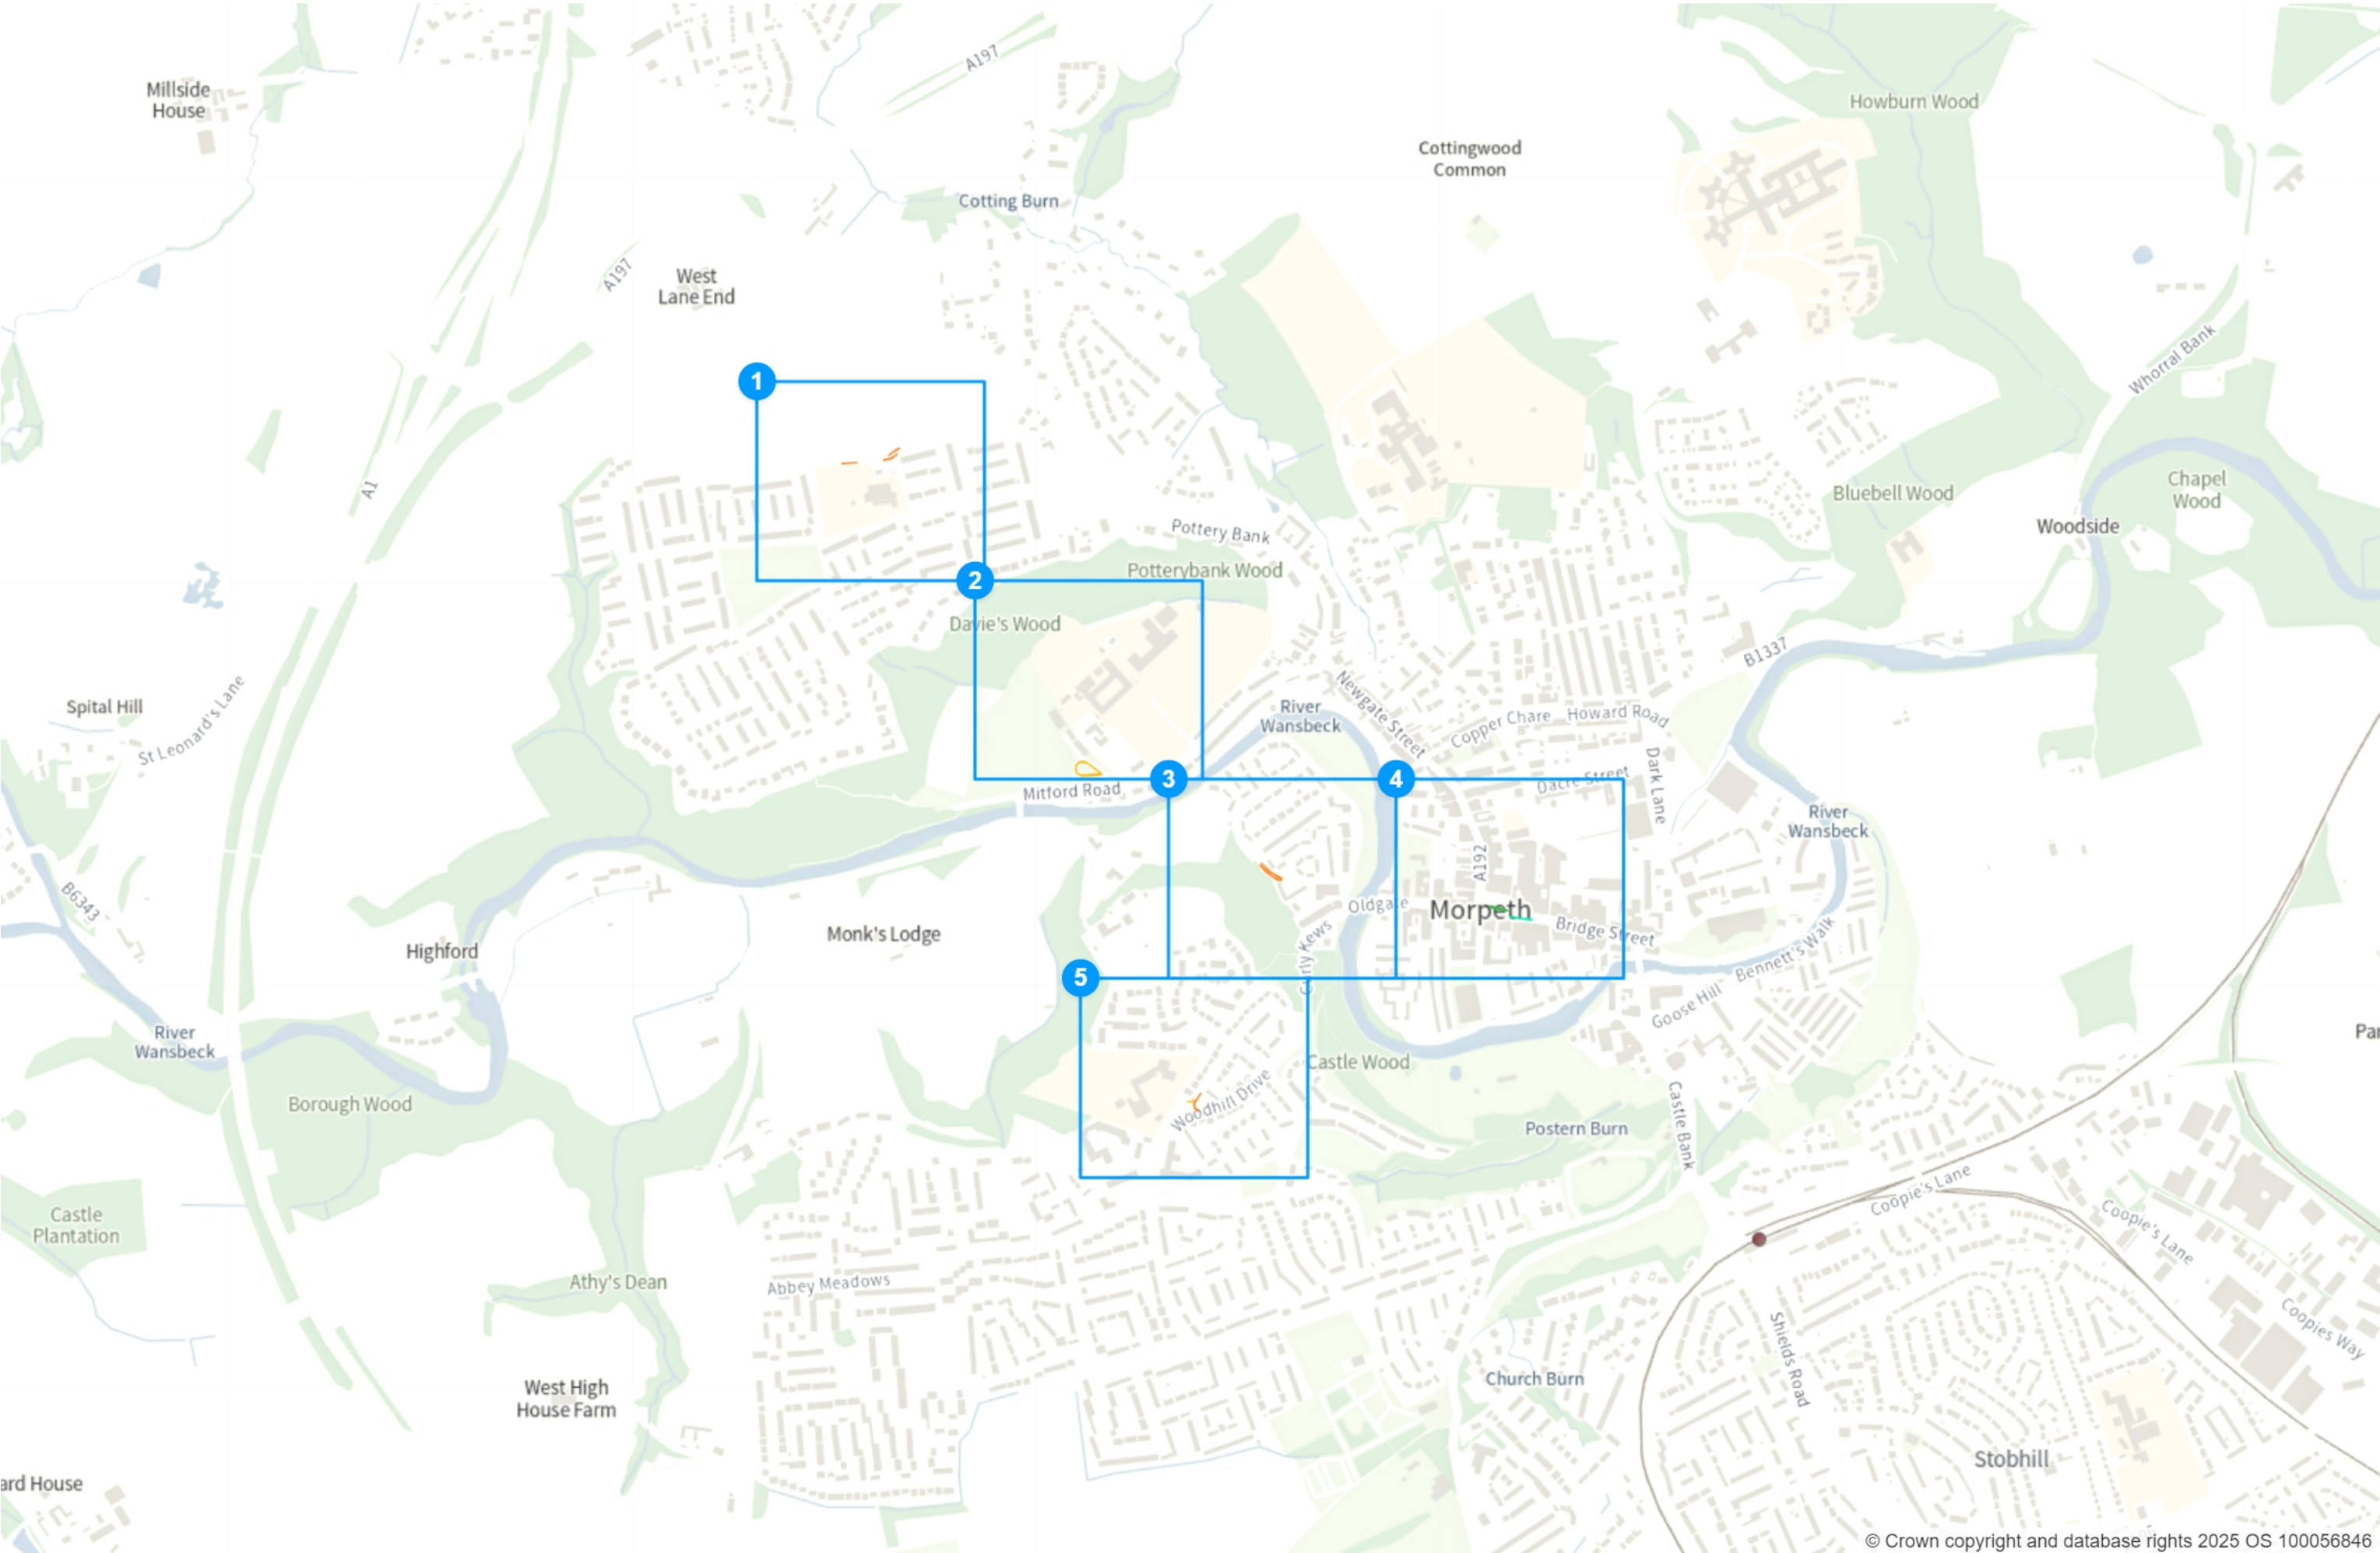 A197
Millside
House
Howburn Wood
Cottingwood
Common
Cotting Burn
A197
West
Lane End
Whorral Bank
1
A1
Chapel
Wood
Bluebell Wood
Woodside
Pottery Bank
Potterybank Wood
2
Davie's Wood
B1337
Spital Hill
St Leonard's Lane
River
Wansbeck
Newgate Street
Copper Chare
Howard Road
Dark Lane
3
4
Dacre Street
Mitford Road
River
Wansbeck
A192
B6343
Oldgate
Morpeth
Bridge Street
Monk's Lodge
Highford
Curly Kews
Bennett's Walk
5
Goose Hill
River
Wansbeck
Par
Castle Wood
Borough Wood
Woodhill Drive
Castle Bank
Postern Burn
Coopie's Lane
Castle
Plantation
Coopie's Lane
Athy's Dean
Abbey Meadows
Coopies Way
Shields Road
Church Burn
West High
House Farm
Stobhill
ard House
© Crown copyright and database rights 2025 OS 100056846